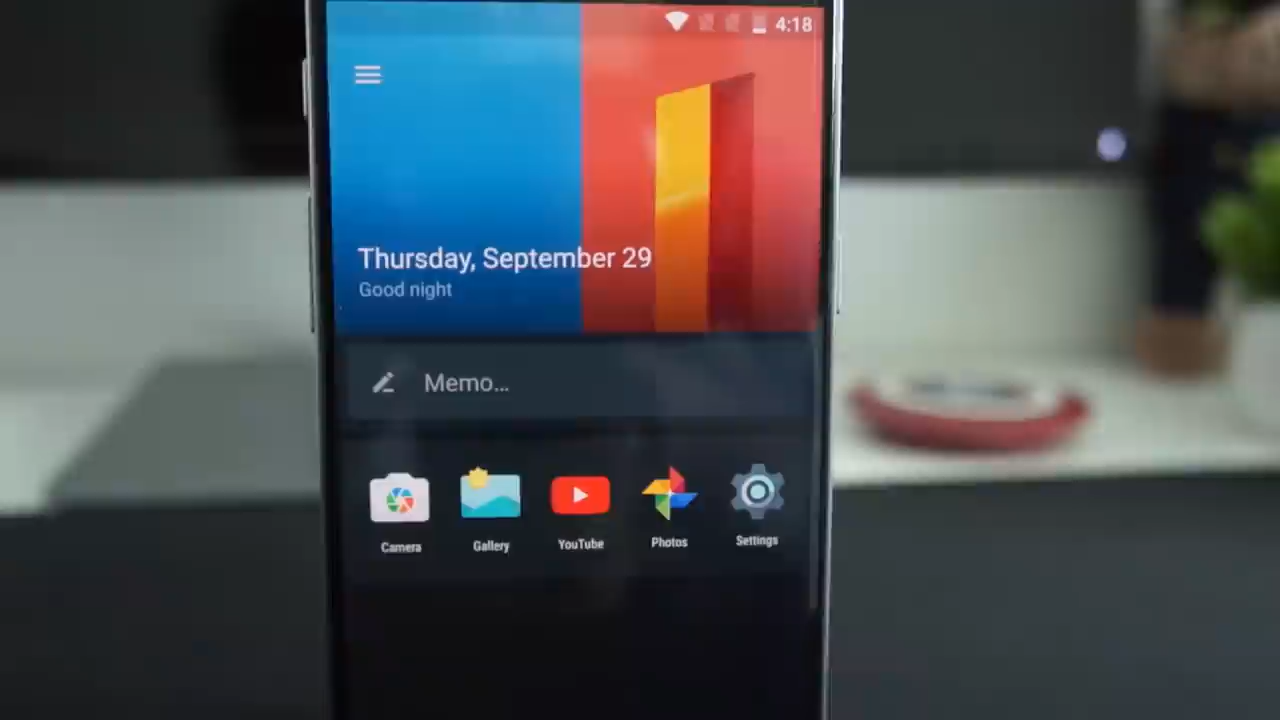 4:18
Thursday, September 29
Good night
Memo...
Camera Gallery YouTube Photos Settings